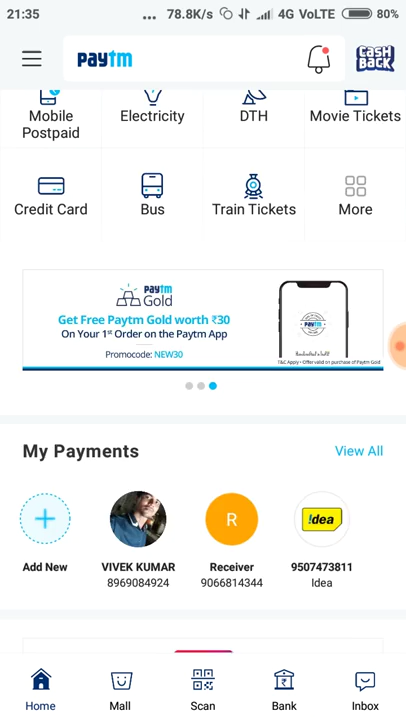 21:35 ... 78.8K/s 4G VoLTE 80%
paytm
CASH BACK
Mobile Postpaid
Electricity
DTH
Movie Tickets
Credit Card
Bus
Train Tickets
More
paytm
Gold
Get Free Paytm Gold worth ₹30
On Your 1st Order on the Paytm App
Promocode: NEW30
paytm
T&C Apply • Offer valid on purchase of Paytm Gold
My Payments
View All
R
!dea
Add New
VIVEK KUMAR
8969084924
Receiver
9066814344
9507473811
Idea
Home
Mall
Scan
Bank
Inbox